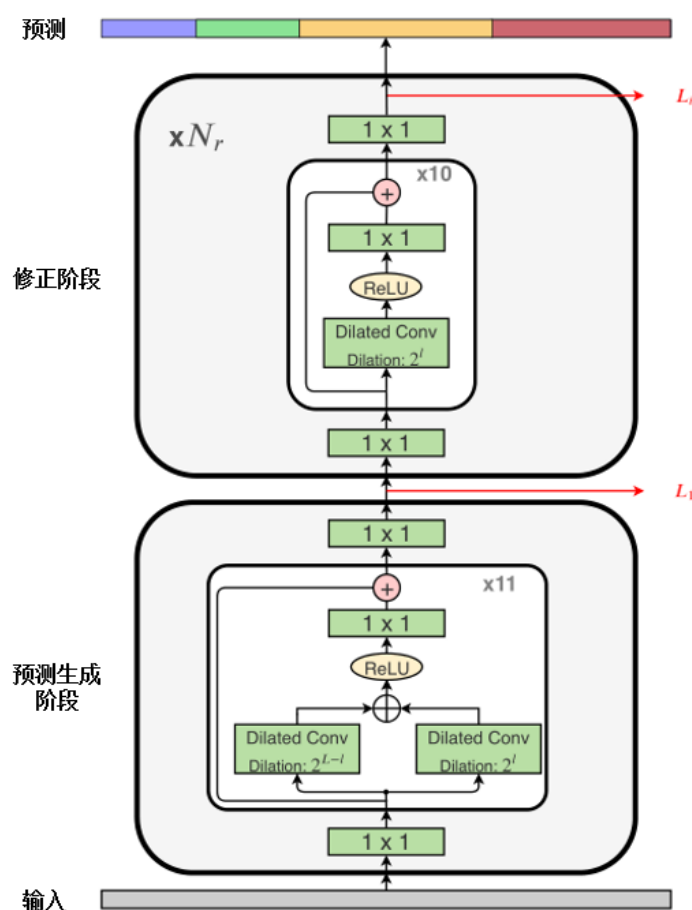 预测
L
1 x 1
xN_r
x10
+
1 x 1
修正阶段
ReLU
Dilated Conv
Dilation: 2^l
1 x 1
L_1
1 x 1
x11
+
1 x 1
ReLU
预测生成
阶段
Dilated Conv
Dilation: 2^{L-l}
Dilated Conv
Dilation: 2^l
1 x 1
输入